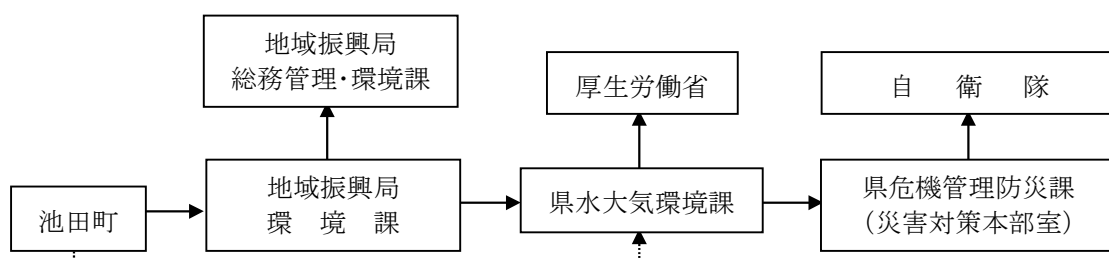 地域振興局
総務管理・環境課
厚生労働省
自 衛 隊
池田町
地域振興局
環 境 課
県水大気環境課
県危機管理防災課
（災害対策本部室）